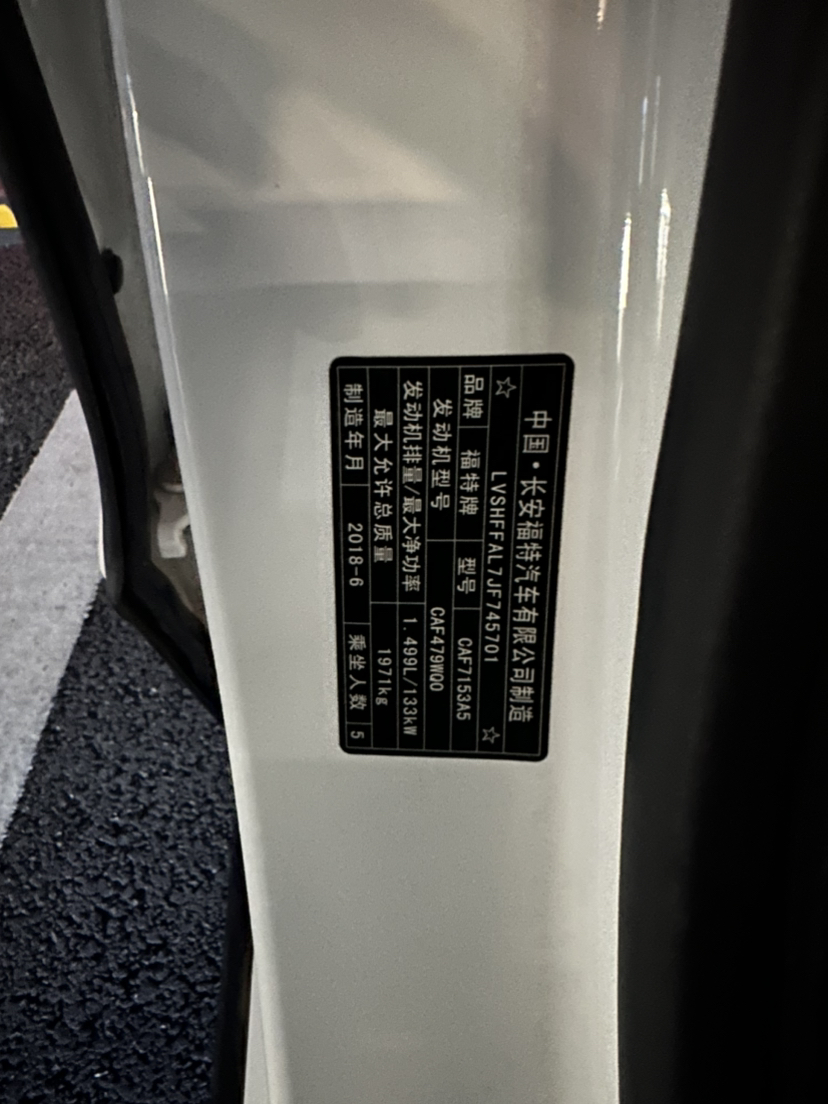 中国·长安福特汽车有限公司制造
☆ LVSHFFAL7JF745701 ☆
品牌 福特牌 型号 CAF7153A5
发动机型号 CAF479WQ0
发动机排量/最大净功率 1.499L/133kW
最大允许总质量 1971kg
制造年月 2018-6 乘坐人数 5